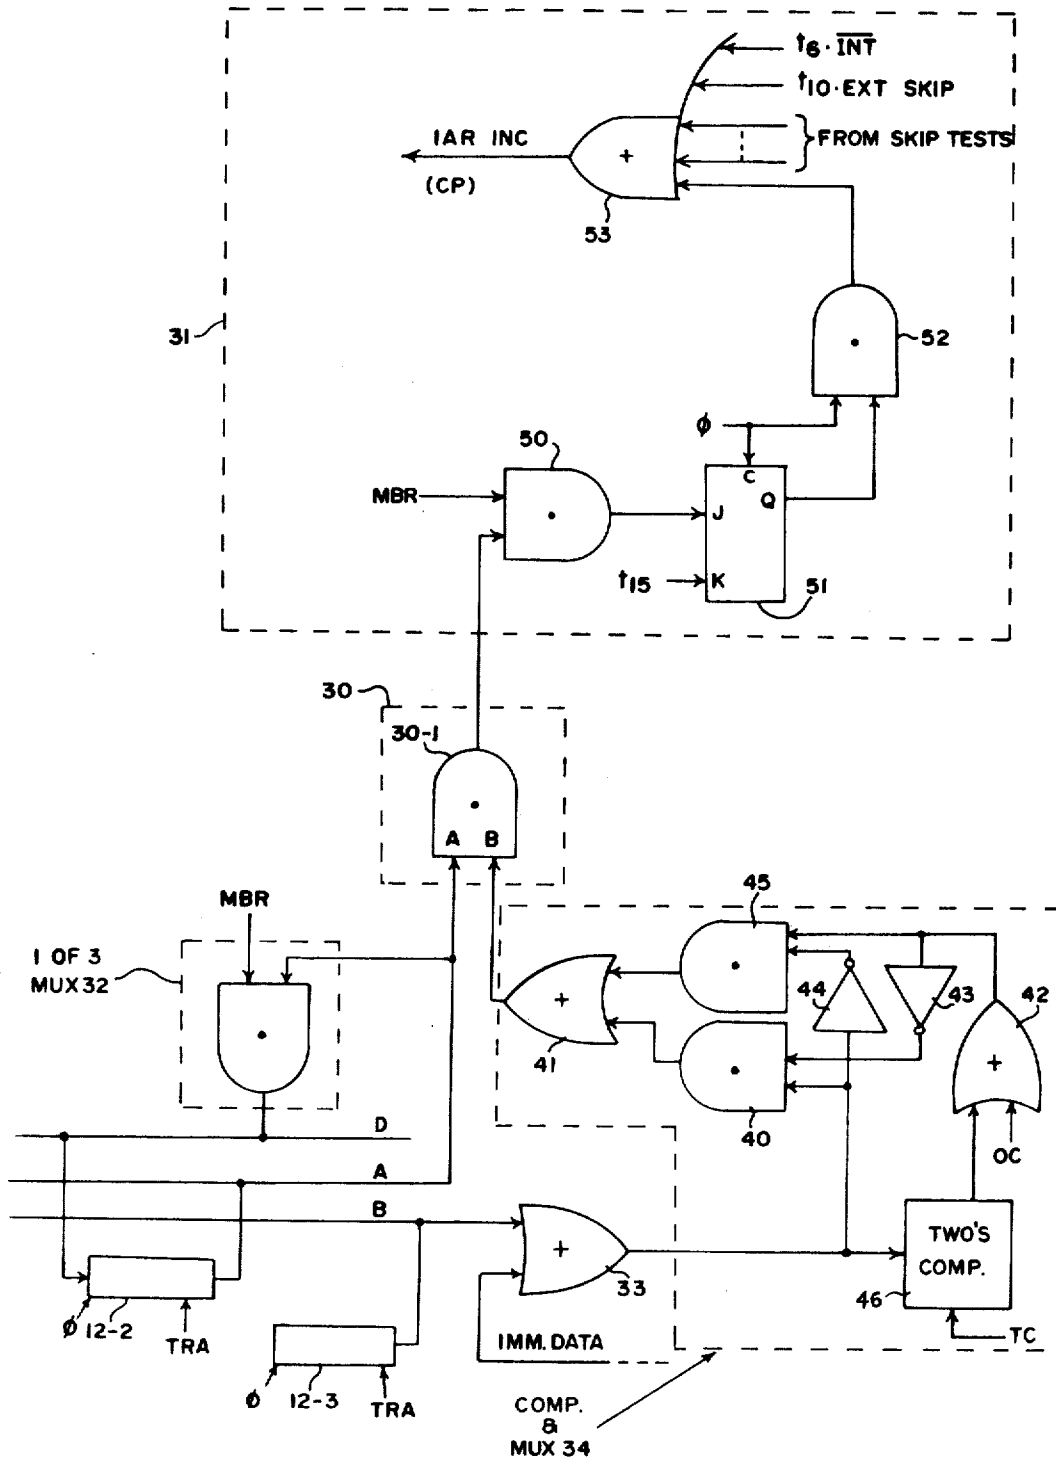 t6·INT
t10·EXT SKIP
IAR INC
(CP)
+
FROM SKIP TESTS
53
31
52
φ
50
MBR
C
Q
J
t15
K
51
30
30-1
A B
MBR
1 OF 3
MUX32
45
44
43
42
+
41
+
40
OC
D
A
B
TWO'S
COMP.
46
TC
+
33
φ 12-2
TRA
IMM. DATA
φ
12-3
TRA
COMP.
&
MUX 34